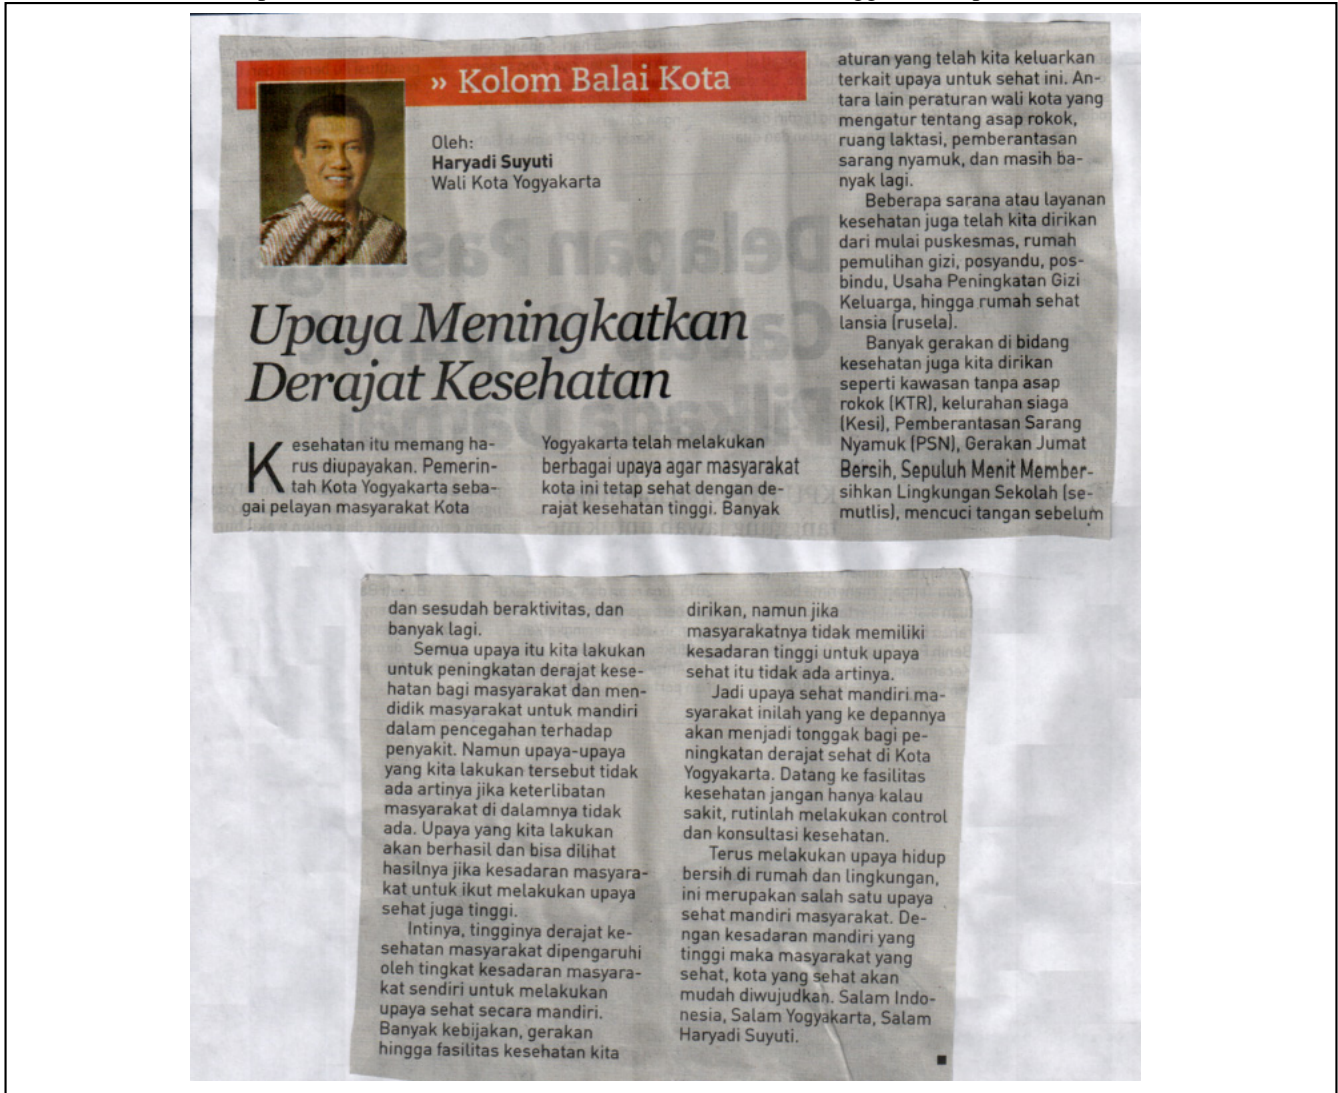 » Kolom Balai Kota
Oleh:
Haryadi Suyuti
Wali Kota Yogyakarta
Upaya Meningkatkan
Derajat Kesehatan
Kesehatan itu memang ha-
rus diupayakan. Pemerin-
tah Kota Yogyakarta seba-
gai pelayan masyarakat Kota
Yogyakarta telah melakukan
berbagai upaya agar masyarakat
kota ini tetap sehat dengan de-
rajat kesehatan tinggi. Banyak
aturan yang telah kita keluarkan
terkait upaya untuk sehat ini. An-
tara lain peraturan wali kota yang
mengatur tentang asap rokok,
ruang laktasi, pemberantasan
sarang nyamuk, dan masih ba-
nyak lagi.
Beberapa sarana atau layanan
kesehatan juga telah kita dirikan
dari mulai puskesmas, rumah
pemulihan gizi, posyandu, pos-
bindu, Usaha Peningkatan Gizi
Keluarga, hingga rumah sehat
lansia (rusela).
Banyak gerakan di bidang
kesehatan juga kita dirikan
seperti kawasan tanpa asap
rokok (KTR), kelurahan siaga
(Kesi), Pemberantasan Sarang
Nyamuk (PSN), Gerakan Jumat
Bersih, Sepuluh Menit Member-
sihkan Lingkungan Sekolah (se-
mutlis), mencuci tangan sebelum
dan sesudah beraktivitas, dan
banyak lagi.
Semua upaya itu kita lakukan
untuk peningkatan derajat kese-
hatan bagi masyarakat dan men-
didik masyarakat untuk mandiri
dalam pencegahan terhadap
penyakit. Namun upaya-upaya
yang kita lakukan tersebut tidak
ada artinya jika keterlibatan
masyarakat di dalamnya tidak
ada. Upaya yang kita lakukan
akan berhasil dan bisa dilihat
hasilnya jika kesadaran masyara-
kat untuk ikut melakukan upaya
sehat juga tinggi.
Intinya, tingginya derajat ke-
sehatan masyarakat dipengaruhi
oleh tingkat kesadaran masyara-
kat sendiri untuk melakukan
upaya sehat secara mandiri.
Banyak kebijakan, gerakan
hingga fasilitas kesehatan kita
dirikan, namun jika
masyarakatnya tidak memiliki
kesadaran tinggi untuk upaya
sehat itu tidak ada artinya.
Jadi upaya sehat mandiri ma-
syarakat inilah yang ke depannya
akan menjadi tonggak bagi pe-
ningkatan derajat sehat di Kota
Yogyakarta. Datang ke fasilitas
kesehatan jangan hanya kalau
sakit, rutinlah melakukan control
dan konsultasi kesehatan.
Terus melakukan upaya hidup
bersih di rumah dan lingkungan,
ini merupakan salah satu upaya
sehat mandiri masyarakat. De-
ngan kesadaran mandiri yang
tinggi maka masyarakat yang
sehat, kota yang sehat akan
mudah diwujudkan. Salam Indo-
nesia, Salam Yogyakarta, Salam
Haryadi Suyuti.